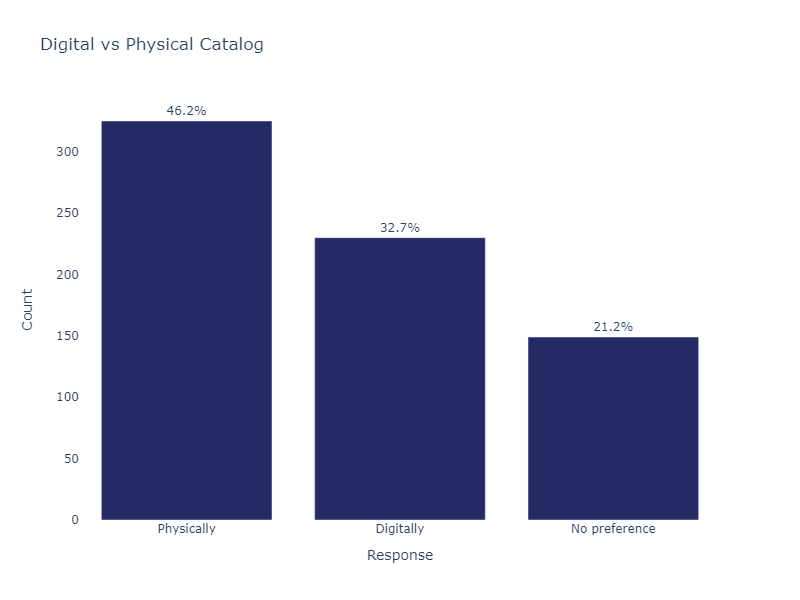 Digital vs Physical Catalog
46.2%
300
250
32.7%
200
150
21.2%
100
50
0
Count
Physically
Digitally
No preference
Response